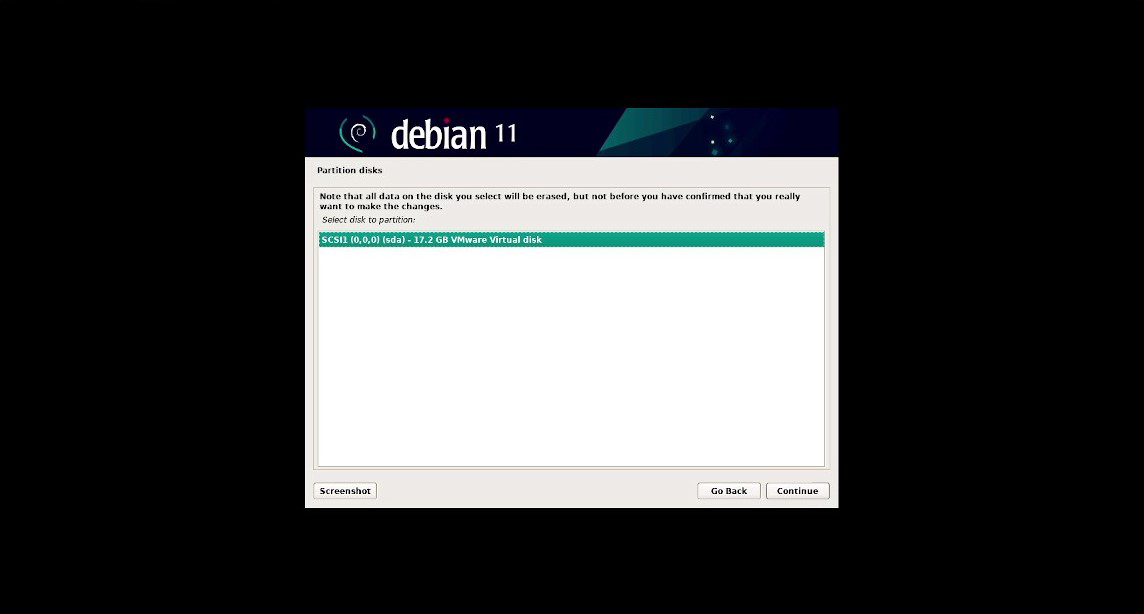 debian 11
Partition disks
Note that all data on the disk you select will be erased, but not before you have confirmed that you really
want to make the changes.
Select disk to partition:
SCSI1 (0,0,0) (sda) - 17.2 GB VMware Virtual disk
Screenshot
Go Back
Continue